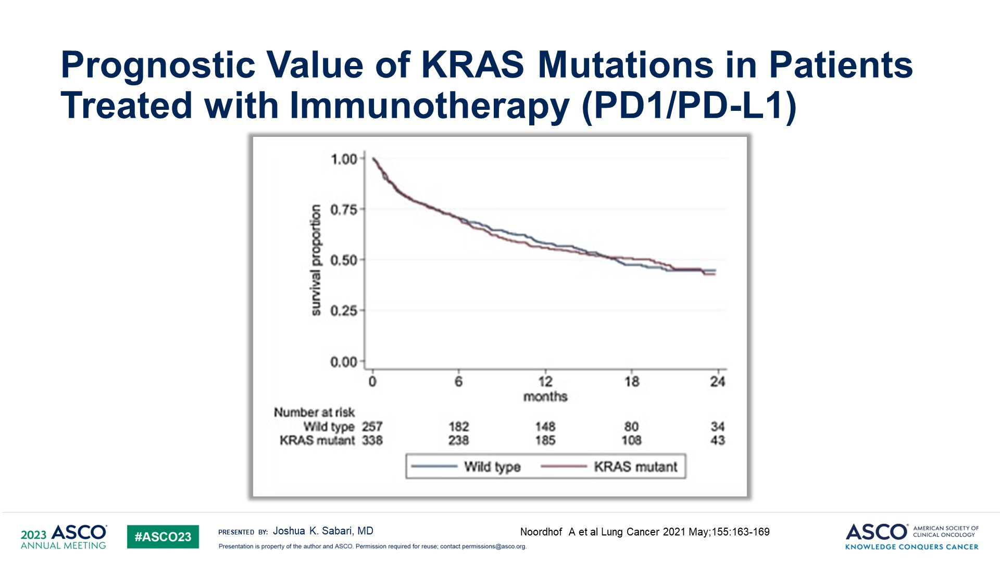 Prognostic Value of KRAS Mutations in Patients
Treated with Immunotherapy (PD1/PD-L1)
1.00
0.75
0.50
0.25
0.00
survival proportion
0 6 12 18 24
months
Number at risk
Wild type 257 182 148 80 34
KRAS mutant 338 238 185 108 43
Wild type KRAS mutant
2023 ASCO
ANNUAL MEETING
#ASCO23
PRESENTED BY: Joshua K. Sabari, MD
Presentation is property of the author and ASCO. Permission required for reuse; contact permissions@asco.org.
Noordhof A et al Lung Cancer 2021 May;155:163-169
ASCO AMERICAN SOCIETY OF
CLINICAL ONCOLOGY
KNOWLEDGE CONQUERS CANCER